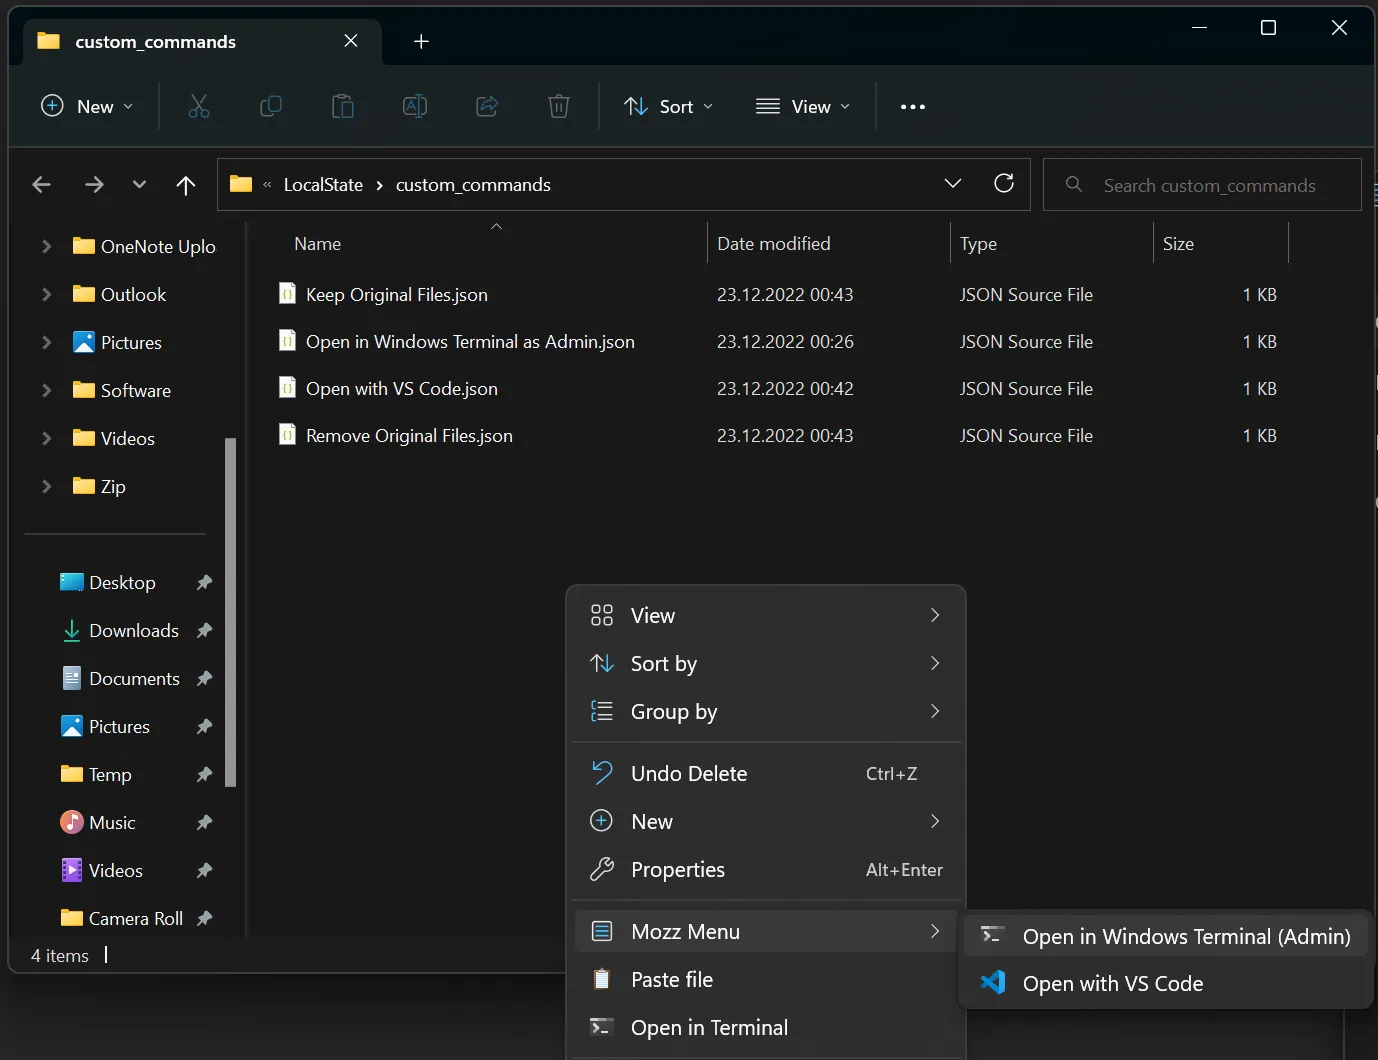 custom_commands
New
Sort
View
« LocalState > custom_commands
Search custom_commands
Name
Date modified
Type
Size
Keep Original Files.json 23.12.2022 00:43 JSON Source File 1 KB
Open in Windows Terminal as Admin.json 23.12.2022 00:26 JSON Source File 1 KB
Open with VS Code.json 23.12.2022 00:42 JSON Source File 1 KB
Remove Original Files.json 23.12.2022 00:43 JSON Source File 1 KB
OneNote Uplo
Outlook
Pictures
Software
Videos
Zip
Desktop
Downloads
Documents
Pictures
Temp
Music
Videos
Camera Roll
4 items
View
Sort by
Group by
Undo Delete Ctrl+Z
New
Properties Alt+Enter
Mozz Menu
Paste file
Open in Terminal
Open in Windows Terminal (Admin)
Open with VS Code